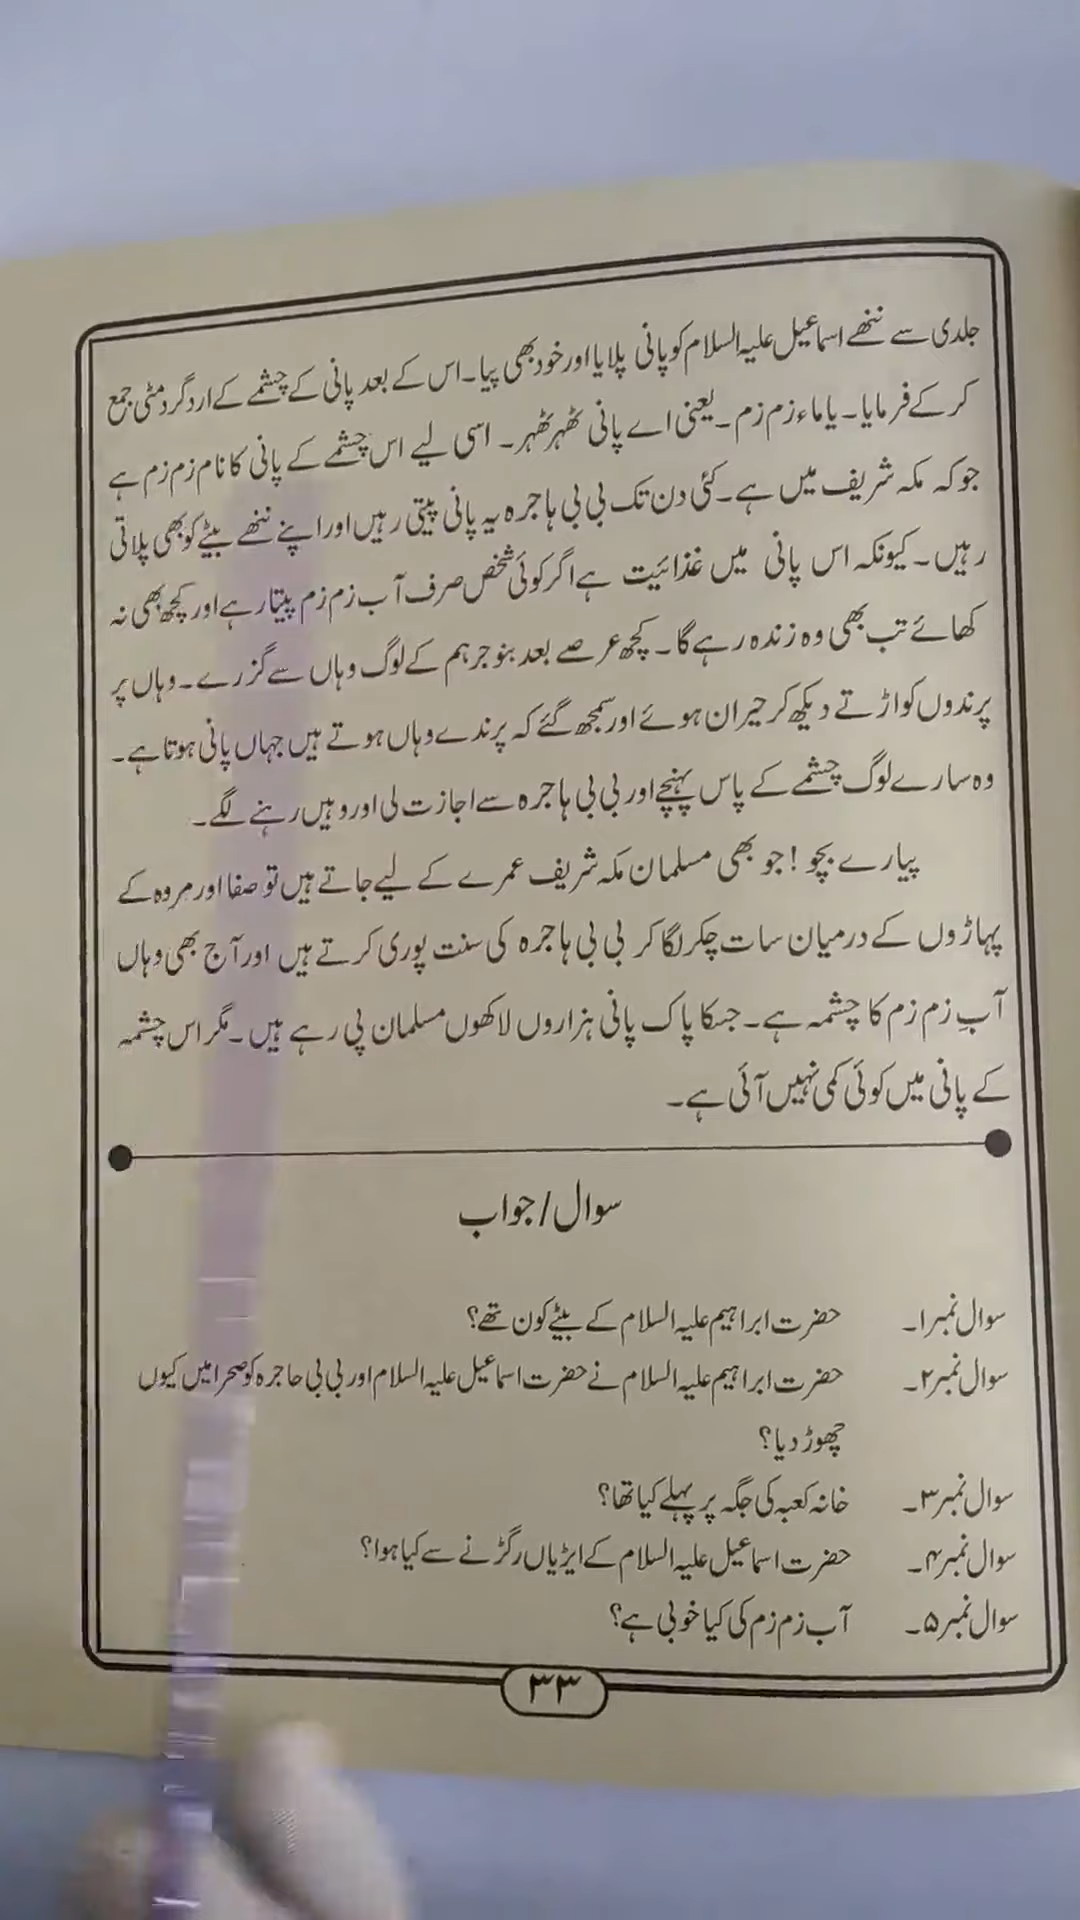 جلدی سے ننھے اسماعیل علیہ السلام کو پانی پلایا اور خود بھی پیا۔ اس کے بعد پانی کے چشمے کے اردگرد مٹی جمع
کر کے فرمایا۔ یا ماء زم زم۔ یعنی اے پانی ٹھہر ٹھہر۔ اسی لیے اس چشمے کے پانی کا نام زم زم ہے
جو کہ مکہ شریف میں ہے۔ کئی دن تک بی بی ہاجرہ یہ پانی پیتی رہیں اور اپنے ننھے بیٹے کو بھی پلاتی
رہیں۔ کیونکہ اس پانی میں غذائیت ہے اگر کوئی شخص صرف آب زم زم پیتا رہے اور کچھ بھی نہ
کھائے تب بھی وہ زندہ رہے گا۔ کچھ عرصے بعد بنو جرہم کے لوگ وہاں سے گزرے۔ وہاں پر
پرندوں کو اڑتے دیکھ کر حیران ہوئے اور سمجھ گئے کہ پرندے وہاں ہوتے ہیں جہاں پانی ہوتا ہے۔
وہ سارے لوگ چشمے کے پاس پہنچے اور بی بی ہاجرہ سے اجازت لی اور وہیں رہنے لگے۔
پیارے بچو! جو بھی مسلمان مکہ شریف عمرے کے لیے جاتے ہیں تو صفا اور مروہ کے
پہاڑوں کے درمیان سات چکر لگا کر بی بی ہاجرہ کی سنت پوری کرتے ہیں اور آج بھی وہاں
آبِ زم زم کا چشمہ ہے۔ جسکا پاک پانی ہزاروں لاکھوں مسلمان پی رہے ہیں۔ مگر اس چشمہ
کے پانی میں کوئی کمی نہیں آئی ہے۔
سوال/جواب
سوال نمبر۱۔ حضرت ابراہیم علیہ السلام کے بیٹے کون تھے؟
سوال نمبر۲۔ حضرت ابراہیم علیہ السلام نے حضرت اسماعیل علیہ السلام اور بی بی حاجرہ کو صحرا میں کیوں
چھوڑ دیا؟
سوال نمبر۳۔ خانہ کعبہ کی جگہ پر پہلے کیا تھا؟
سوال نمبر۴۔ حضرت اسماعیل علیہ السلام کے ایڑیاں رگڑنے سے کیا ہوا؟
سوال نمبر۵۔ آب زم زم کی کیا خوبی ہے؟
۳۳